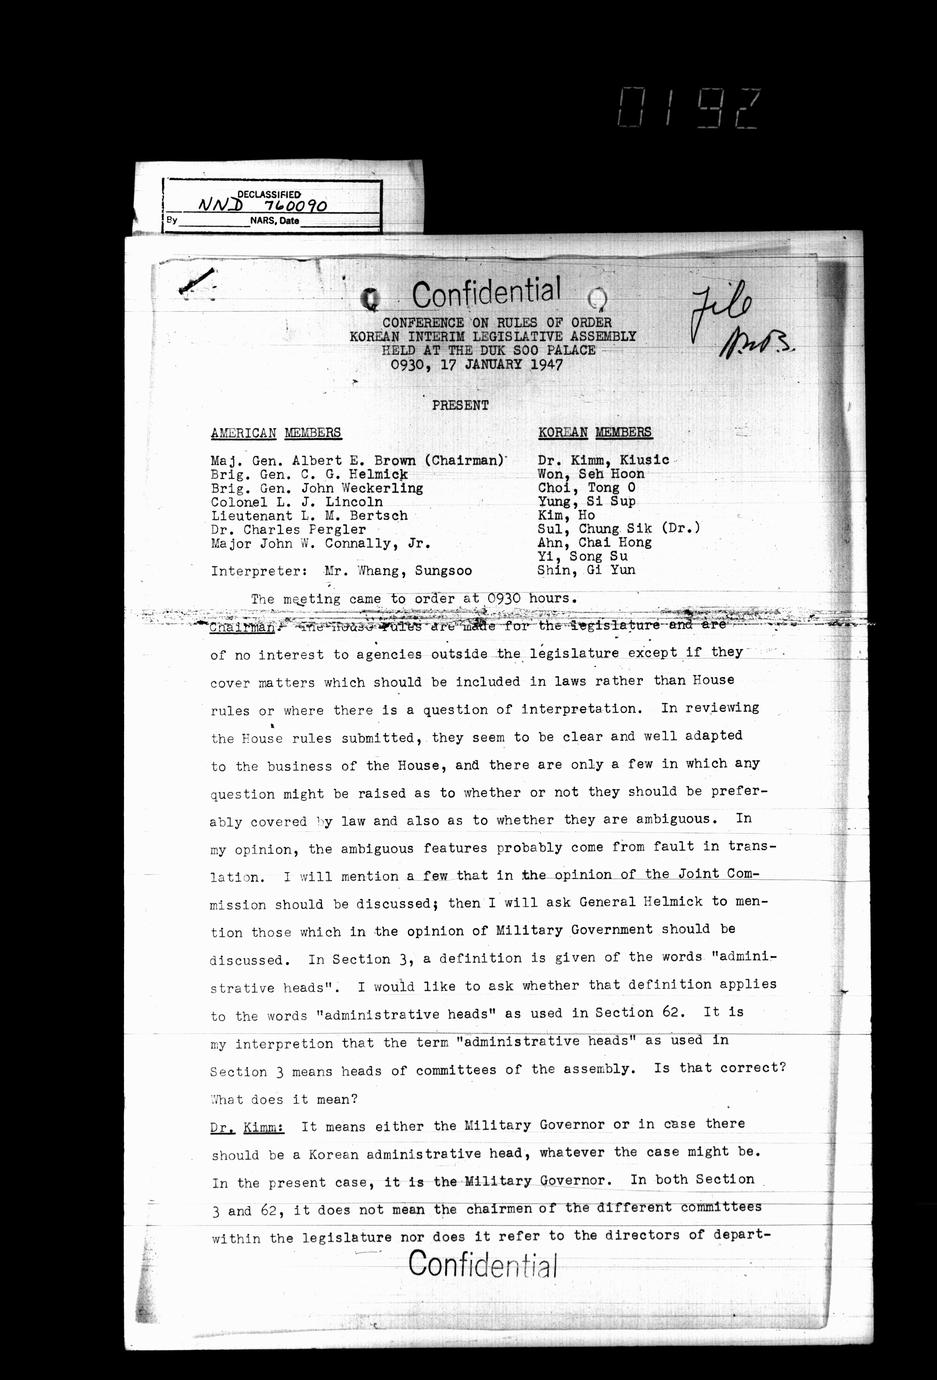 0192
DECLASSIFIED
NND 760090
By NARS, Date
Confidential
File
CONFERENCE ON RULES OF ORDER
KOREAN INTERIM LEGISLATIVE ASSEMBLY
HELD AT THE DUK SOO PALACE
0930, 17 JANUARY 1947
PRESENT
AMERICAN MEMBERS
Maj. Gen. Albert E. Brown (Chairman)
Brig. Gen. C. G. Helmick
Brig. Gen. John Weckerling
Colonel L. J. Lincoln
Lieutenant L. M. Bertsch
Dr. Charles Pergler
Major John W. Connally, Jr.
Interpreter: Mr. Whang, Sungsoo
KOREAN MEMBERS
Dr. Kimm, Kiusic
Won, Seh Hoon
Choi, Tong O
Yung, Si Sup
Kim, Ho
Sul, Chung Sik (Dr.)
Ahn, Chai Hong
Yi, Song Su
Shin, Gi Yun
The meeting came to order at 0930 hours.
Chairman: The House rules are made for the legislature and are
of no interest to agencies outside the legislature except if they
cover matters which should be included in laws rather than House
rules or where there is a question of interpretation. In reviewing
the House rules submitted, they seem to be clear and well adapted
to the business of the House, and there are only a few in which any
question might be raised as to whether or not they should be prefer-
ably covered by law and also as to whether they are ambiguous. In
my opinion, the ambiguous features probably come from fault in trans-
lation. I will mention a few that in the opinion of the Joint Com-
mission should be discussed; then I will ask General Helmick to men-
tion those which in the opinion of Military Government should be
discussed. In Section 3, a definition is given of the words "admini-
strative heads". I would like to ask whether that definition applies
to the words "administrative heads" as used in Section 62. It is
my interpretion that the term "administrative heads" as used in
Section 3 means heads of committees of the assembly. Is that correct?
What does it mean?
Dr. Kimm: It means either the Military Governor or in case there
should be a Korean administrative head, whatever the case might be.
In the present case, it is the Military Governor. In both Section
3 and 62, it does not mean the chairmen of the different committees
within the legislature nor does it refer to the directors of depart-
Confidential